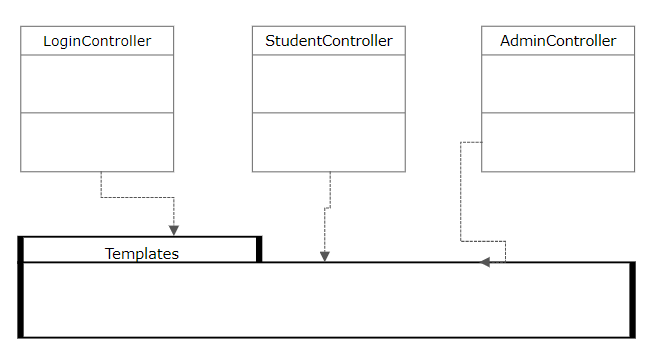 LoginController
StudentController
AdminController
Templates